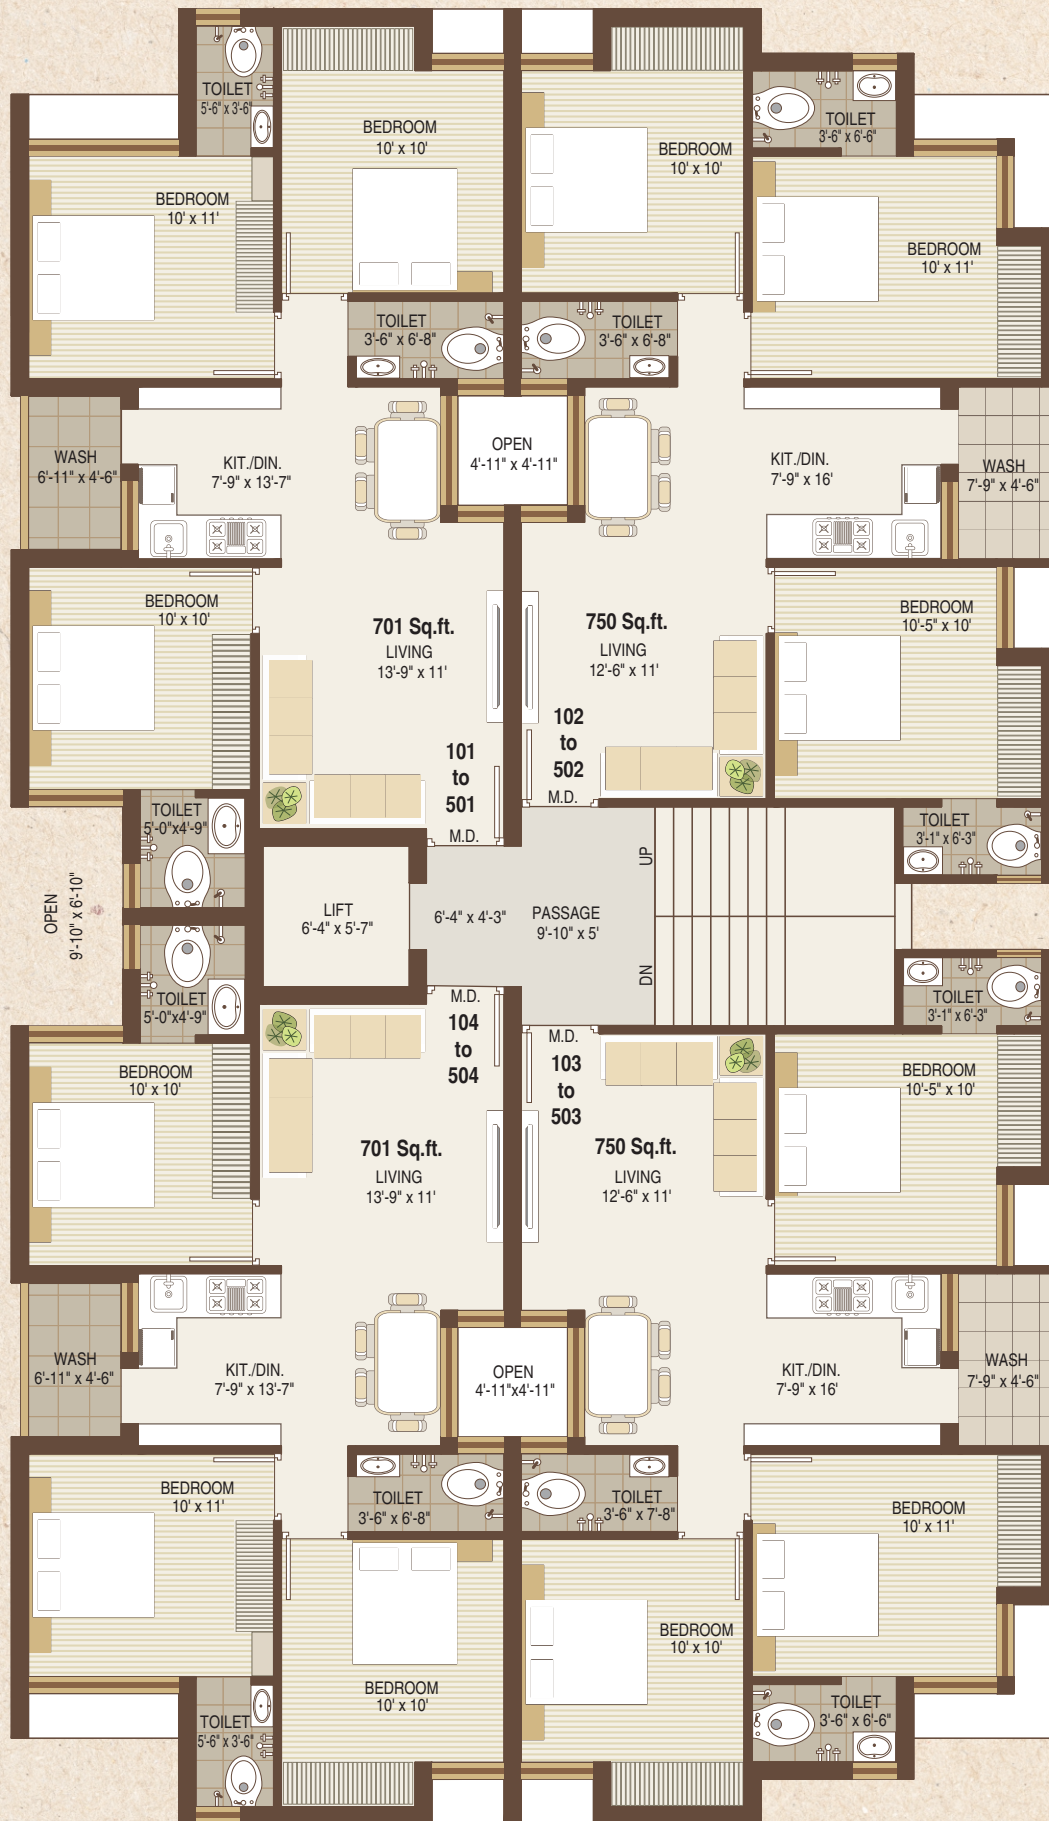 TOILET
5'-6" x 3'-6"
BEDROOM
10' x 10'
BEDROOM
10' x 10'
TOILET
3'-6" x 6'-6"
BEDROOM
10' x 11'
BEDROOM
10' x 11'
TOILET
3'-6" x 6'-8"
TOILET
3'-6" x 6'-8"
WASH
6'-11" x 4'-6"
KIT./DIN.
7'-9" x 13'-7"
OPEN
4'-11" x 4'-11"
KIT./DIN.
7'-9" x 16'
WASH
7'-9" x 4'-6"
BEDROOM
10' x 10'
701 Sq.ft.
LIVING
13'-9" x 11'
750 Sq.ft.
LIVING
12'-6" x 11'
BEDROOM
10'-5" x 10'
101
to
501
M.D.
102
to
502
M.D.
TOILET
5'-0"x4'-9"
TOILET
3'-1" x 6'-3"
OPEN
9'-10" x 6'-10"
LIFT
6'-4" x 5'-7"
6'-4" x 4'-3"
PASSAGE
9'-10" x 5'
UP
DN
TOILET
5'-0"x4'-9"
TOILET
3'-1" x 6'-3"
M.D.
104
to
504
M.D.
103
to
503
BEDROOM
10' x 10'
701 Sq.ft.
LIVING
13'-9" x 11'
750 Sq.ft.
LIVING
12'-6" x 11'
BEDROOM
10'-5" x 10'
WASH
6'-11" x 4'-6"
KIT./DIN.
7'-9" x 13'-7"
OPEN
4'-11"x4'-11"
KIT./DIN.
7'-9" x 16'
WASH
7'-9" x 4'-6"
BEDROOM
10' x 11'
TOILET
3'-6" x 6'-8"
TOILET
3'-6" x 7'-8"
BEDROOM
10' x 11'
BEDROOM
10' x 10'
BEDROOM
10' x 10'
TOILET
5'-6" x 3'-6"
TOILET
3'-6" x 6'-6"